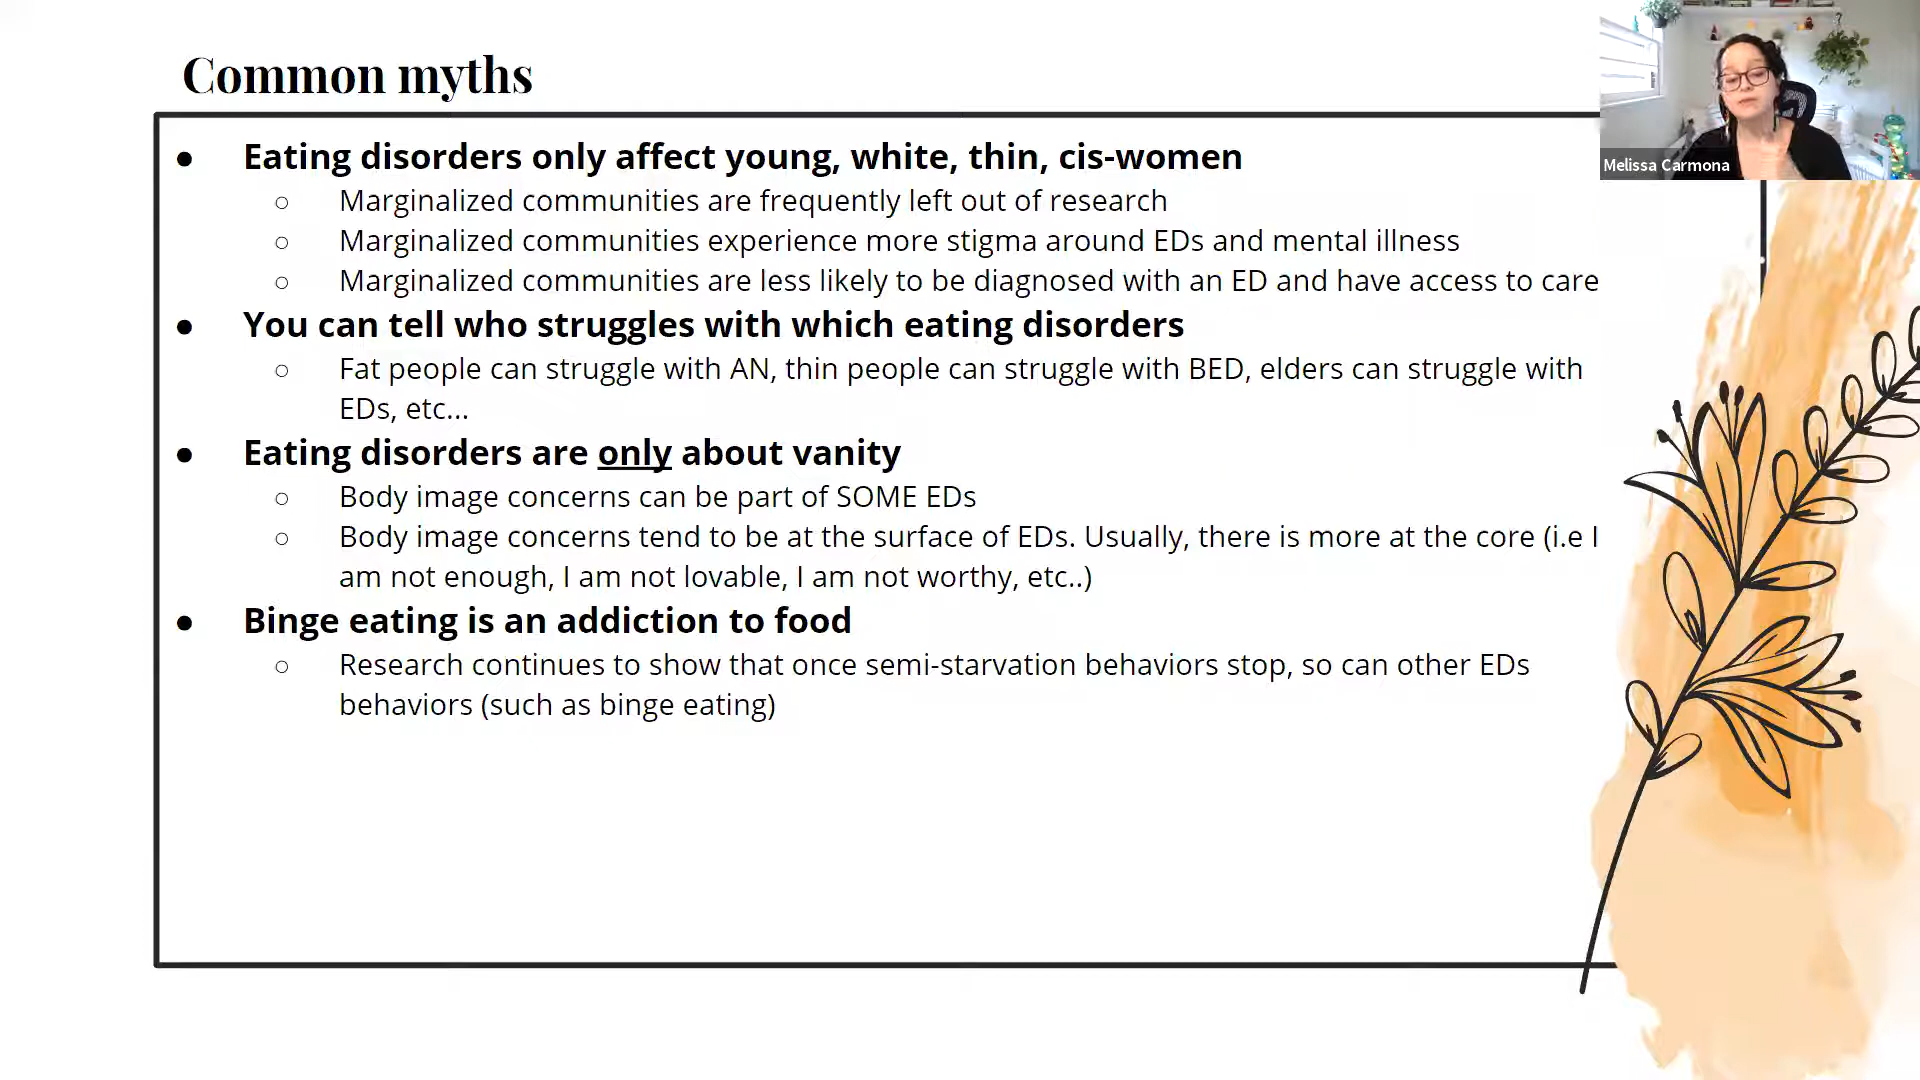 Common myths
Melissa Carmona
● Eating disorders only affect young, white, thin, cis-women
○ Marginalized communities are frequently left out of research
○ Marginalized communities experience more stigma around EDs and mental illness
○ Marginalized communities are less likely to be diagnosed with an ED and have access to care
● You can tell who struggles with which eating disorders
○ Fat people can struggle with AN, thin people can struggle with BED, elders can struggle with
EDs, etc...
● Eating disorders are only about vanity
○ Body image concerns can be part of SOME EDs
○ Body image concerns tend to be at the surface of EDs. Usually, there is more at the core (i.e I
am not enough, I am not lovable, I am not worthy, etc..)
● Binge eating is an addiction to food
○ Research continues to show that once semi-starvation behaviors stop, so can other EDs
behaviors (such as binge eating)